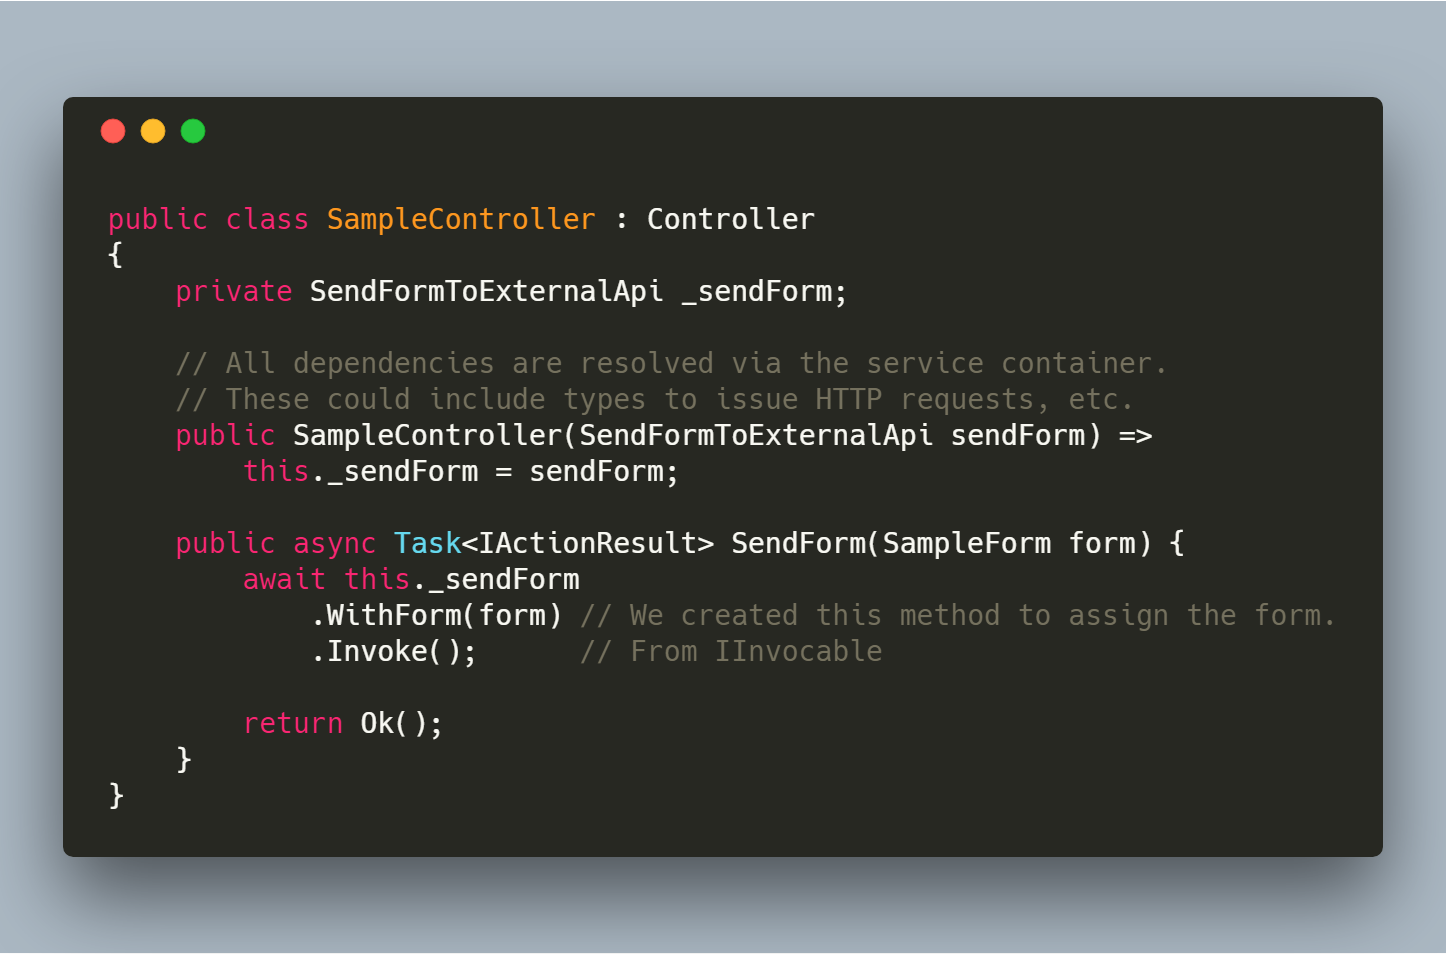 public class SampleController : Controller
{
    private SendFormToExternalApi _sendForm;

    // All dependencies are resolved via the service container.
    // These could include types to issue HTTP requests, etc.
    public SampleController(SendFormToExternalApi sendForm) =>
        this._sendForm = sendForm;

    public async Task<IActionResult> SendForm(SampleForm form) {
        await this._sendForm
            .WithForm(form) // We created this method to assign the form.
            .Invoke();      // From IInvocable

        return Ok();
    }
}